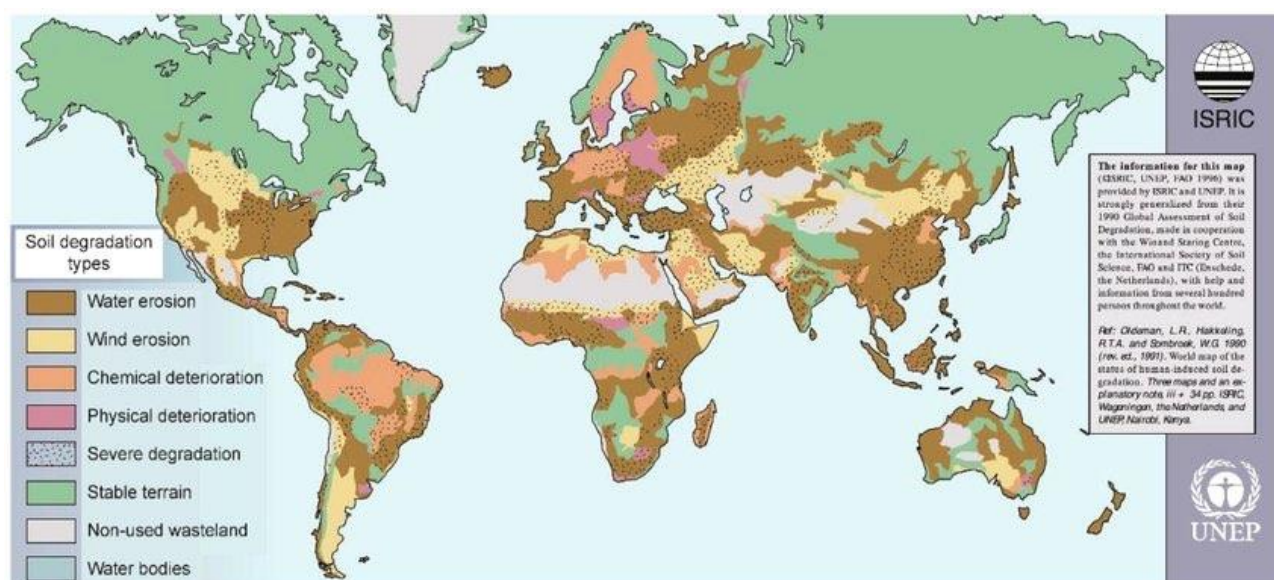 Soil degradation
types
Water erosion
Wind erosion
Chemical deterioration
Physical deterioration
Severe degradation
Stable terrain
Non-used wasteland
Water bodies
ISRIC
The information for this map
(ISRIC, UNEP, FAO 1996) was
provided by ISRIC and UNEP. It is
strongly generalized from their
1990 Global Assessment of Soil
Degradation, made in cooperation
with the Winand Staring Centre,
the International Society of Soil
Science, FAO and ITC (Enschede,
the Netherlands), with help and
information from several hundred
persons throughout the world.
Ref: Oldeman, L.R., Hakkeling,
R.T.A. and Sombroek, W.G. 1990
(rev. ed., 1991). World map of the
status of human-induced soil de-
gradation. Three maps and an ex-
planatory note, iii + 34 pp. ISRIC,
Wageningen, the Netherlands, and
UNEP, Nairobi, Kenya.
UNEP